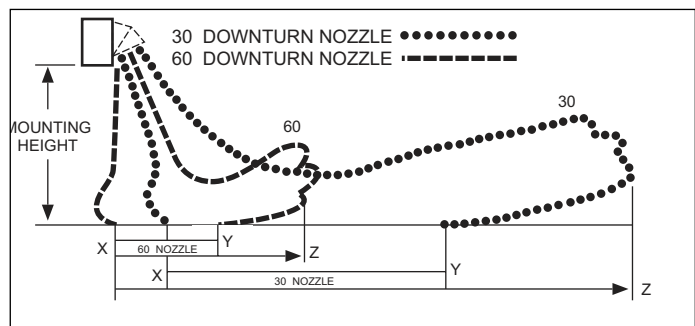 30 DOWNTURN NOZZLE
60 DOWNTURN NOZZLE
60
30
MOUNTING
HEIGHT
X
Y
Z
60 NOZZLE
X
Y
Z
30 NOZZLE